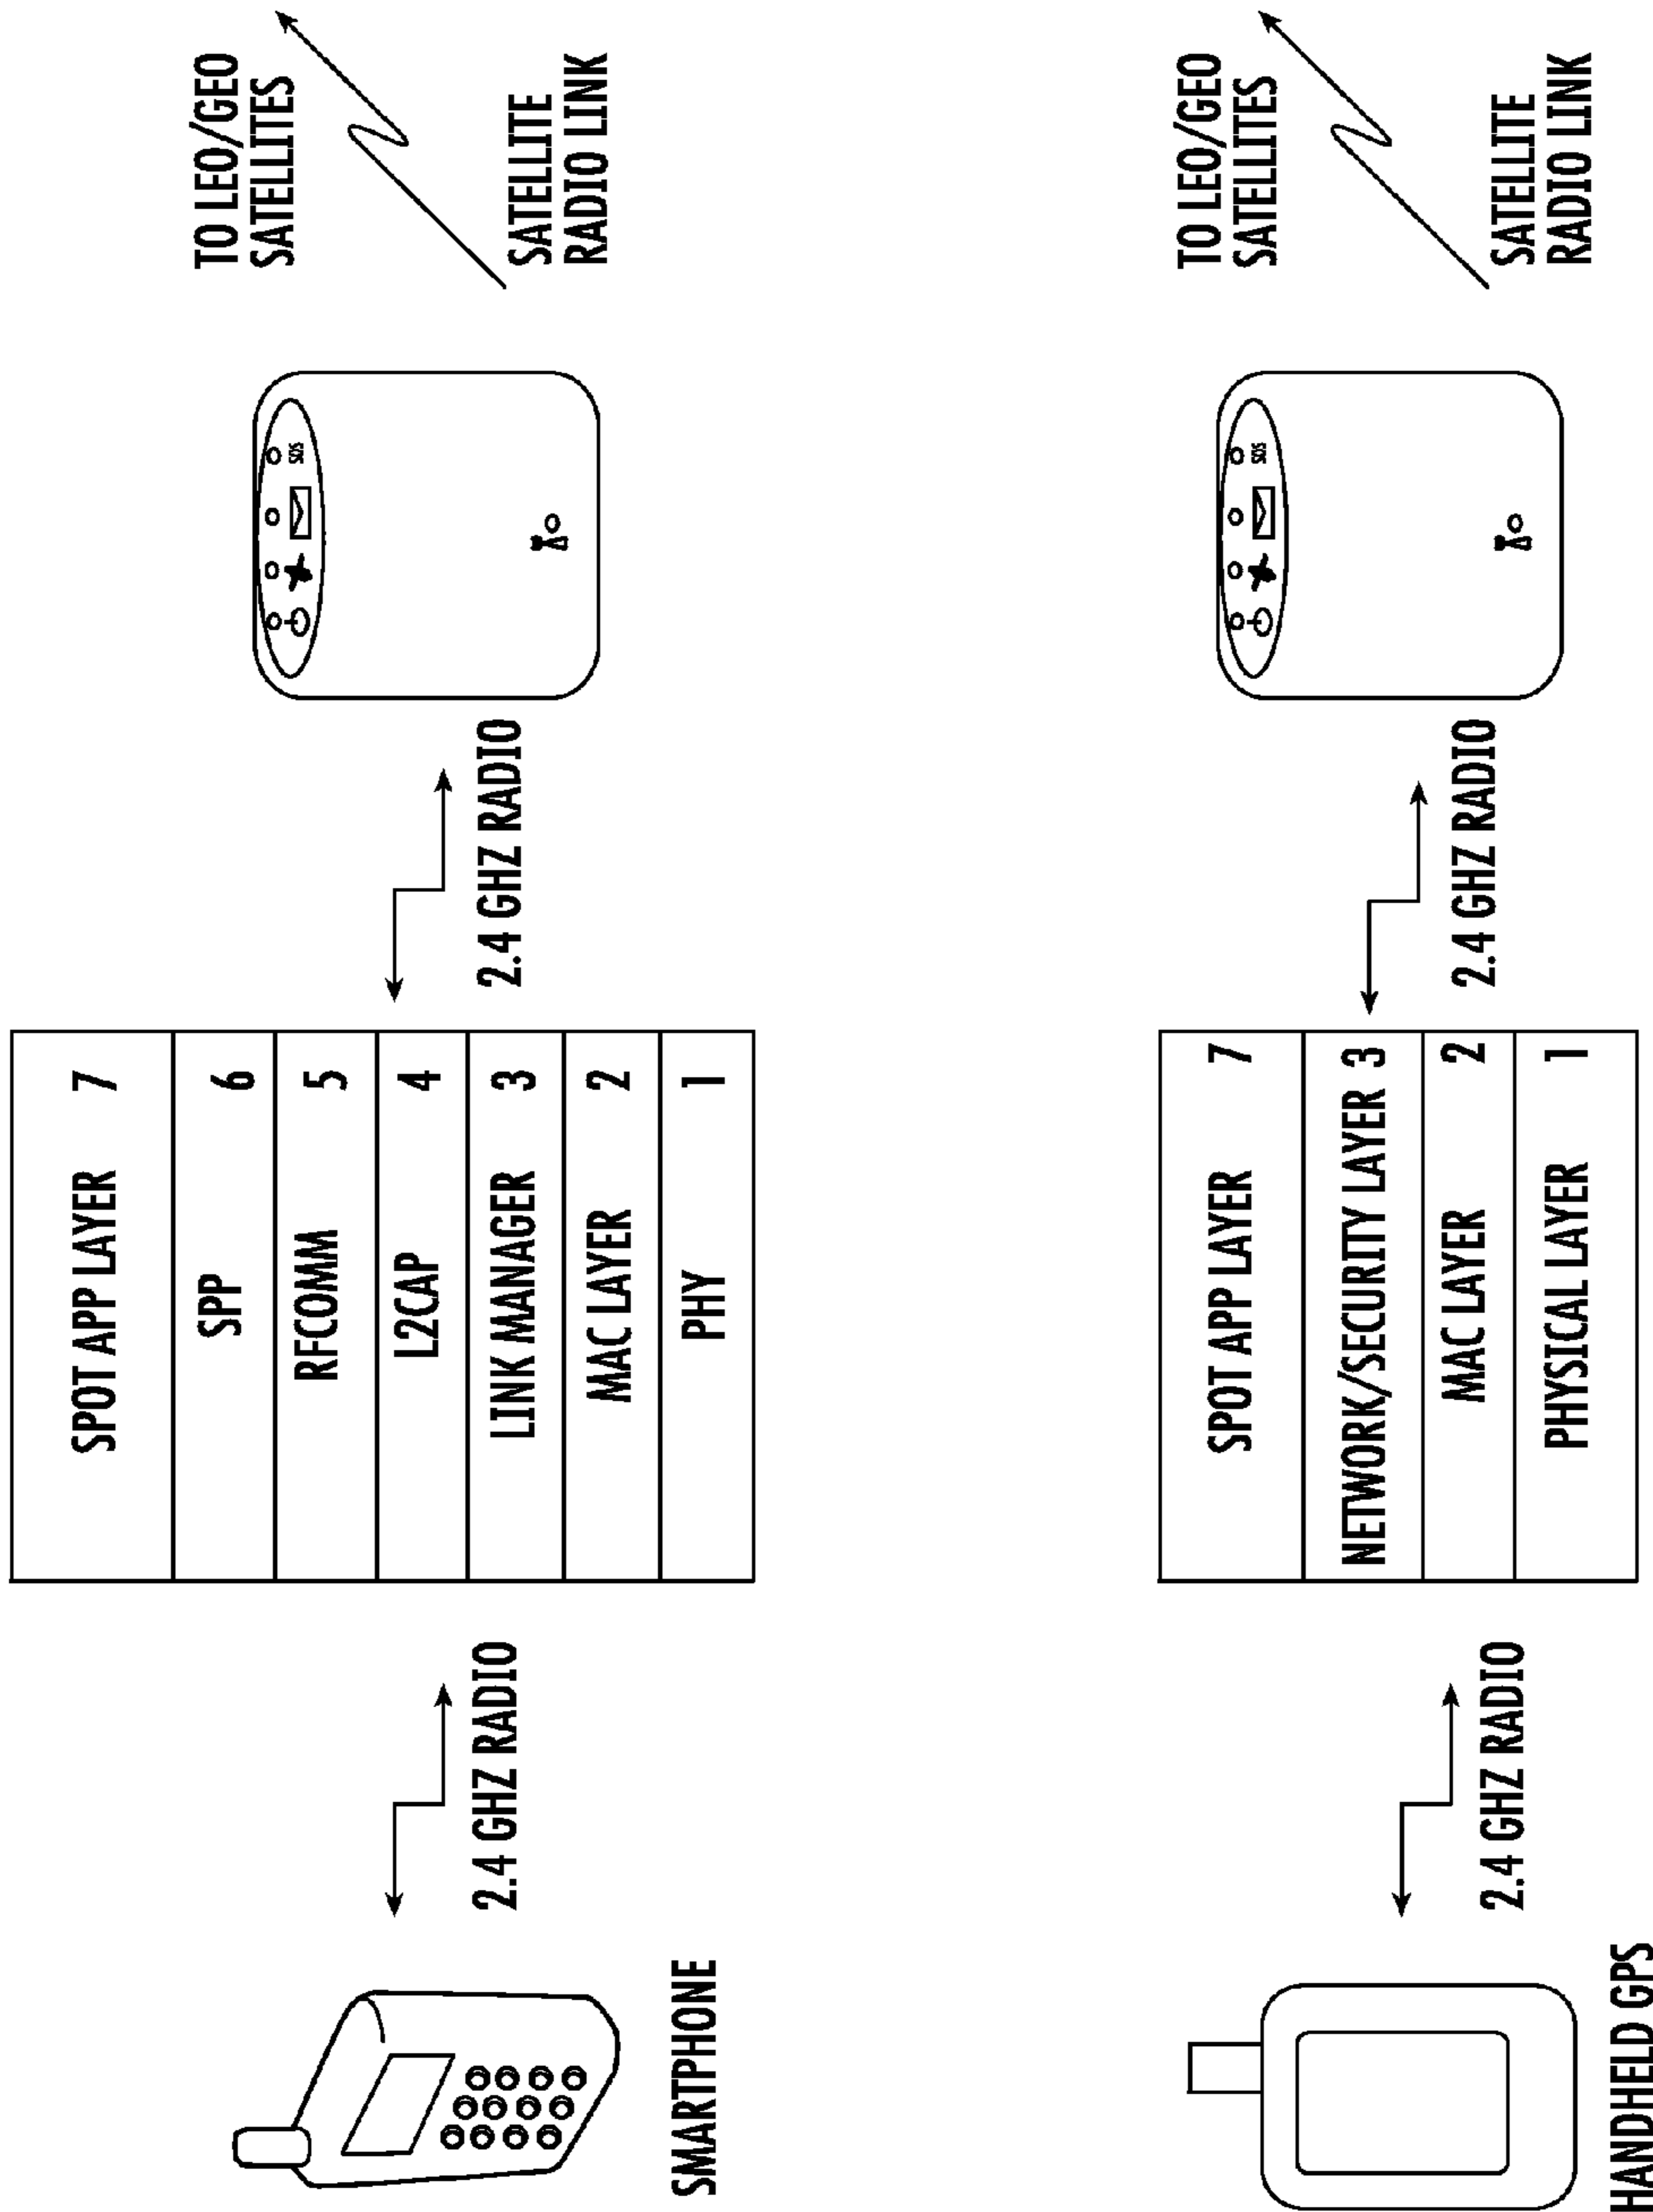 SMARTPHONE
2.4 GHZ RADIO
SPOT APP LAYER 7
SPP 6
RFCOMM 5
L2CAP 4
LINK MANAGER 3
MAC LAYER 2
PHY 1
2.4 GHZ RADIO
SOS
TO LEO/GEO
SATELLITES
SATELLITE
RADIO LINK
HANDHELD GPS
2.4 GHZ RADIO
SPOT APP LAYER 7
NETWORK/SECURITY LAYER 3
MAC LAYER 2
PHYSICAL LAYER 1
2.4 GHZ RADIO
SOS
TO LEO/GEO
SATELLITES
SATELLITE
RADIO LINK